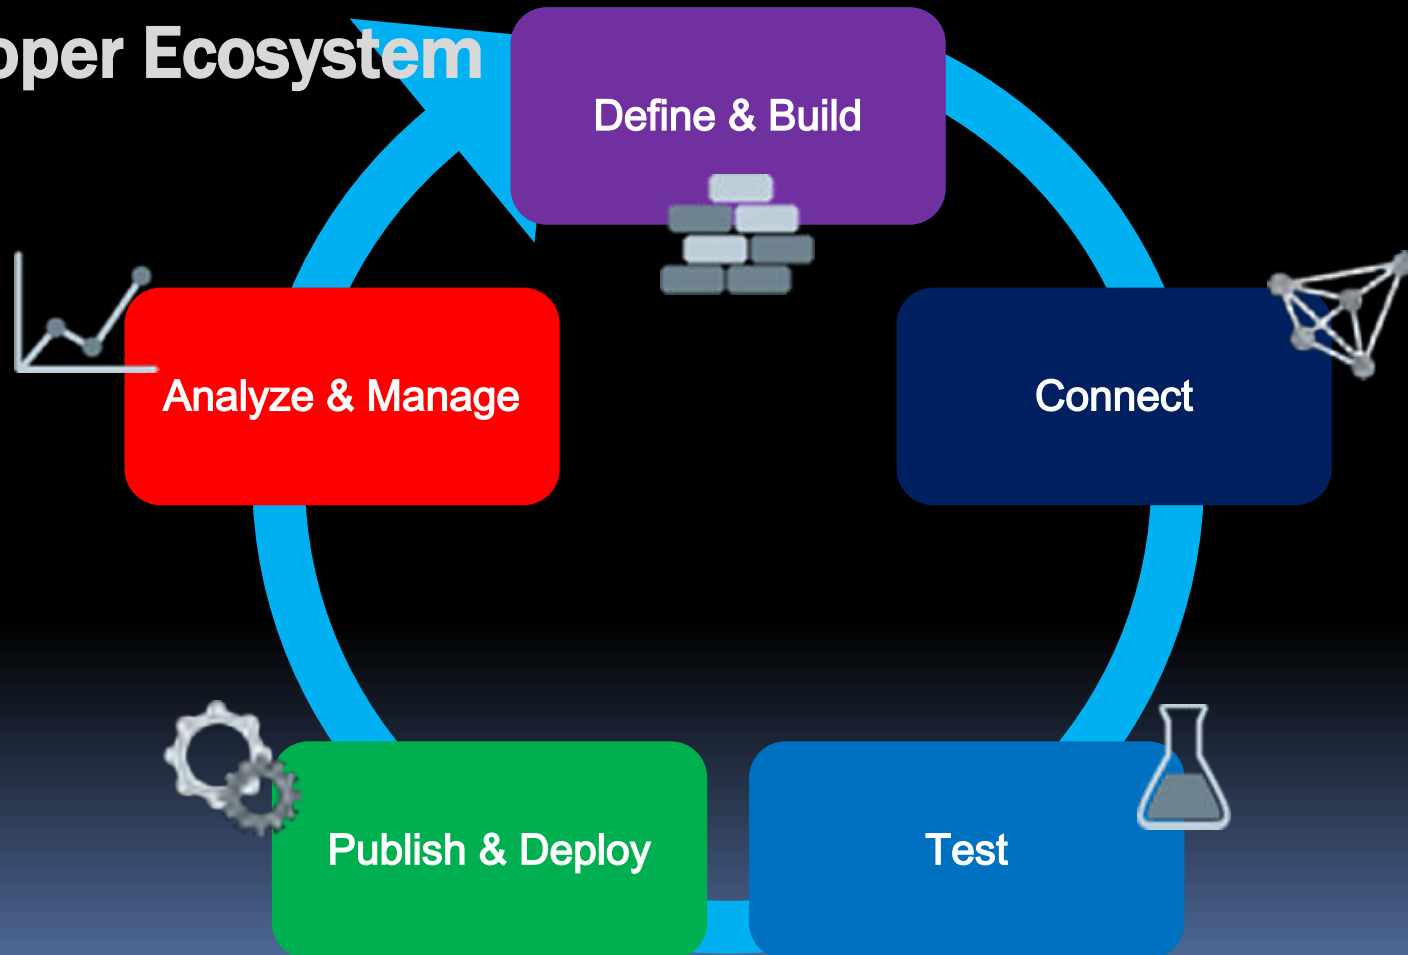 oper Ecosystem
Define & Build
Analyze & Manage
Connect
Publish & Deploy
Test